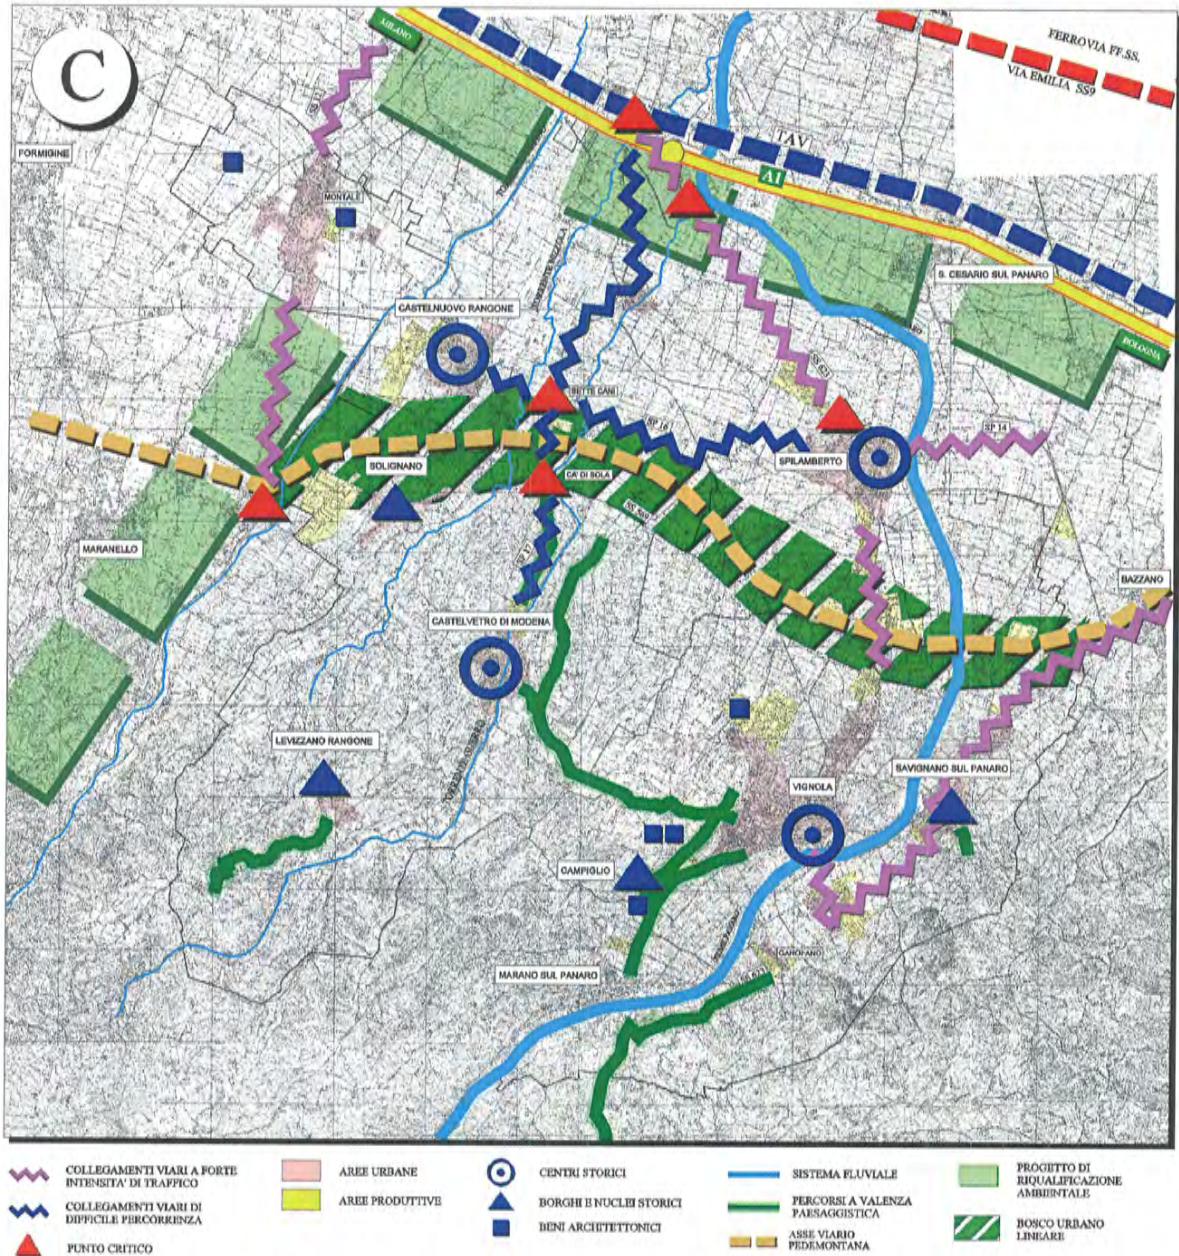 C
MILANO
FERROVIA FF.SS.
VIA EMILIA SS9
FORMIGINE
TAV
A1
MONTALE
S. CESARIO SUL PANARO
CASTELNUOVO RANGONE
BOLOGNA
SETTE CANI
SP 16
SP 14
SOLIGNANO
SPILAMBERTO
CA' DI SOLA
MARANELLO
SP 17
BAZZANO
CASTELVETRO DI MODENA
LEVIZZANO RANGONE
SAVIGNANO SUL PANARO
VIGNOLA
CAMPIGLIO
GAROFANO
MARANO SUL PANARO
COLLEGAMENTI VIARI A FORTE
INTENSITA' DI TRAFFICO
COLLEGAMENTI VIARI DI
DIFFICILE PERCORRENZA
PUNTO CRITICO
AREE URBANE
AREE PRODUTTIVE
CENTRI STORICI
BORGHI E NUCLEI STORICI
BENI ARCHITETTONICI
SISTEMA FLUVIALE
PERCORSI A VALENZA
PAESAGGISTICA
ASSE VIARIO
PEDEMONTANA
PROGETTO DI
RIQUALIFICAZIONE
AMBIENTALE
BOSCO URBANO
LINEARE